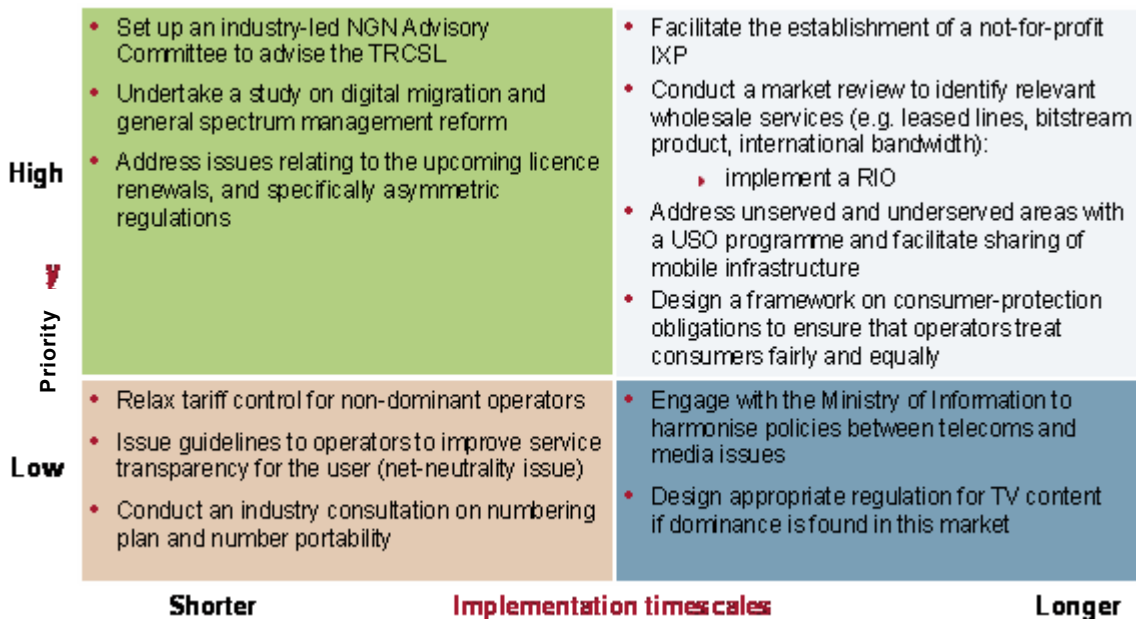 • Set up an industry-led NGN Advisory
Committee to advise the TRCSL
• Undertake a study on digital migration and
general spectrum management reform
• Address issues relating to the upcoming licence
renewals, and specifically asymmetric
regulations
• Facilitate the establishment of a not-for-profit
IXP
• Conduct a market review to identify relevant
wholesale services (e.g. leased lines, bitstream
product, international bandwidth):
▸ implement a RIO
• Address unserved and underserved areas with
a USO programme and facilitate sharing of
mobile infrastructure
• Design a framework on consumer-protection
obligations to ensure that operators treat
consumers fairly and equally
High
y
Priority
• Relax tariff control for non-dominant operators
• Issue guidelines to operators to improve service
transparency for the user (net-neutrality issue)
• Conduct an industry consultation on numbering
plan and number portability
• Engage with the Ministry of Information to
harmonise policies between telecoms and
media issues
• Design appropriate regulation for TV content
if dominance is found in this market
Low
Shorter
Implementation timescales
Longer